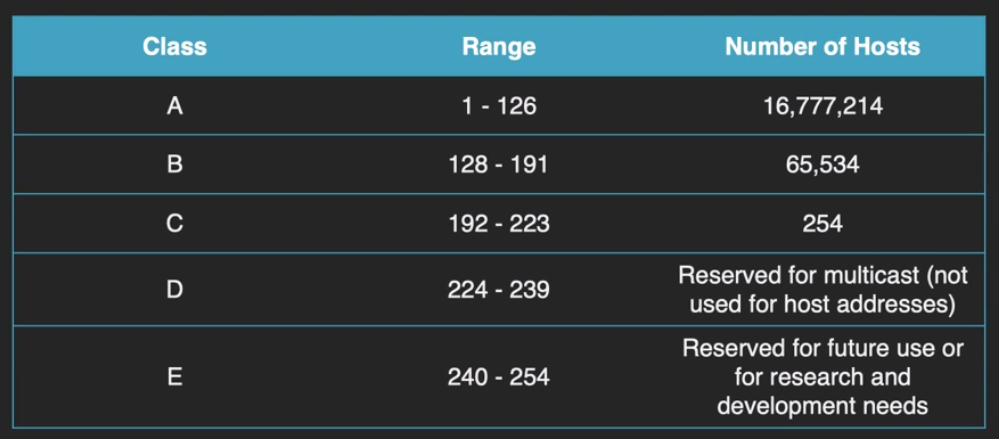 Class Range Number of Hosts
A 1 - 126 16,777,214
B 128 - 191 65,534
C 192 - 223 254
D 224 - 239 Reserved for multicast (not
used for host addresses)
E 240 - 254 Reserved for future use or
for research and
development needs